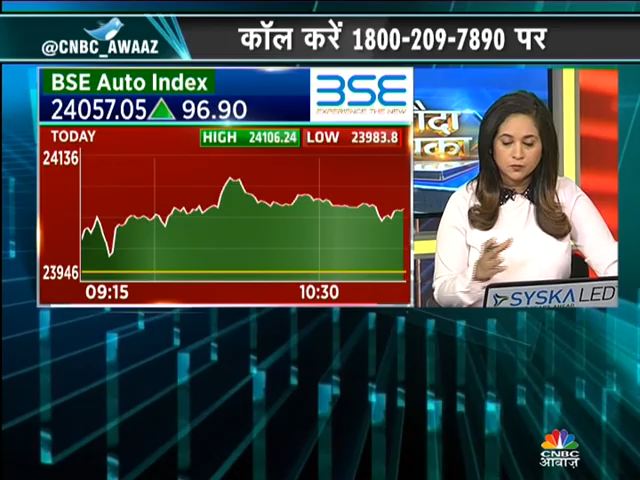 @CNBC_AWAAZ
कॉल करें 1800-209-7890 पर
BSE Auto Index
24057.05 96.90
BSE
EXPERIENCE THE NEW
TODAY HIGH 24106.24 LOW 23983.8
24136
23946
09:15 10:30
SYSKA LED
CNBC
आवाज़